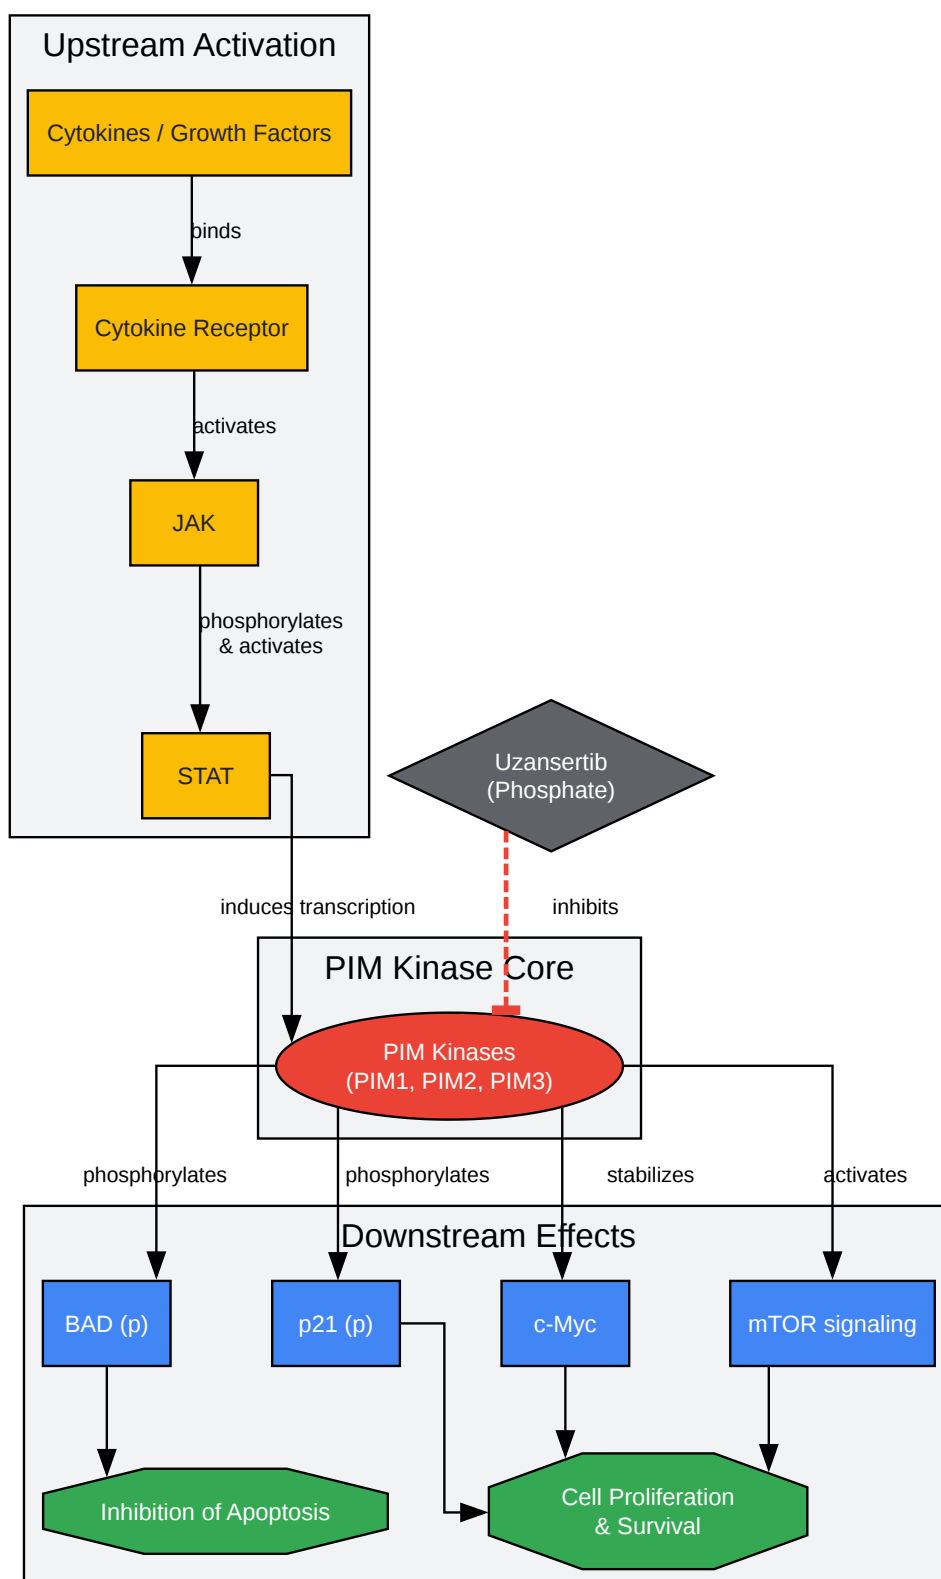 Upstream Activation
Cytokines / Growth Factors
binds
Cytokine Receptor
activates
JAK
phosphorylates
& activates
STAT
Uzansertib
(Phosphate)
induces transcription
inhibits
PIM Kinase Core
PIM Kinases
(PIM1, PIM2, PIM3)
phosphorylates
phosphorylates
stabilizes
activates
Downstream Effects
BAD (p)
p21 (p)
c-Myc
mTOR signaling
Inhibition of Apoptosis
Cell Proliferation
& Survival